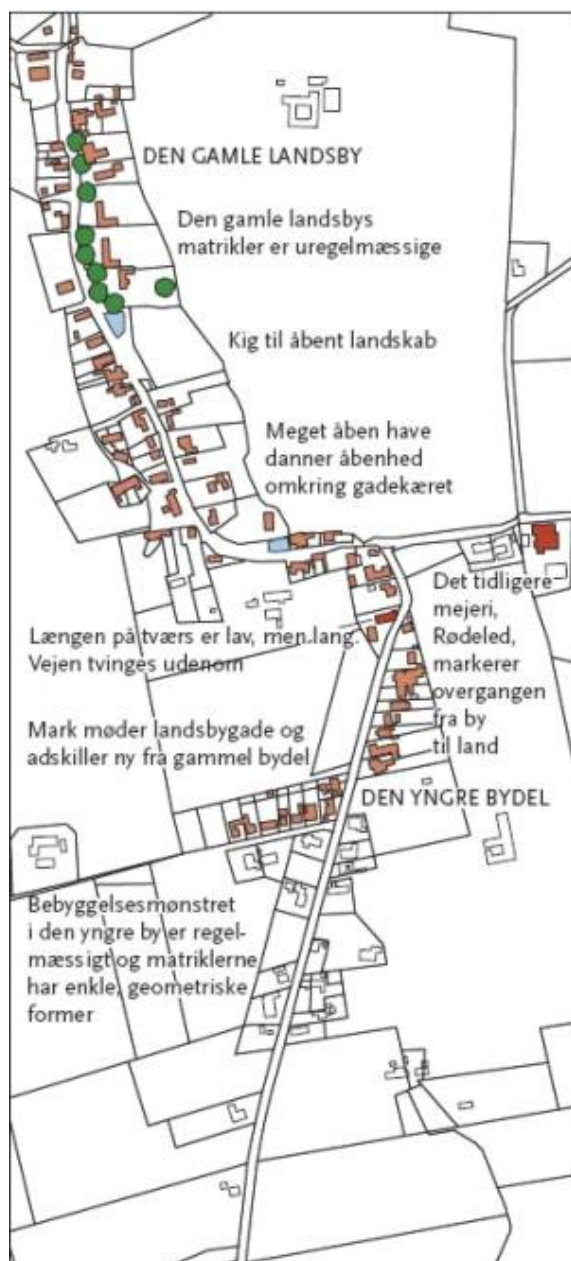 DEN GAMLE LANDSBY
Den gamle landsbys
matrikler er uregelmæssige
Kig til åbent landskab
Meget åben have
danner åbenhed
omkring gadekæret
Det tidligere
mejeri,
Rødeled,
markerer
overgangen
fra by
til land
Længen på tværs er lav, men lang.
Vejen tvinges udenom
Mark møder landsbygade og
adskiller ny fra gammel bydel
DEN YNGRE BYDEL
Bebyggelsesmønstret
i den yngre by er regel-
mæssigt og matriklerne
har enkle, geometriske
former